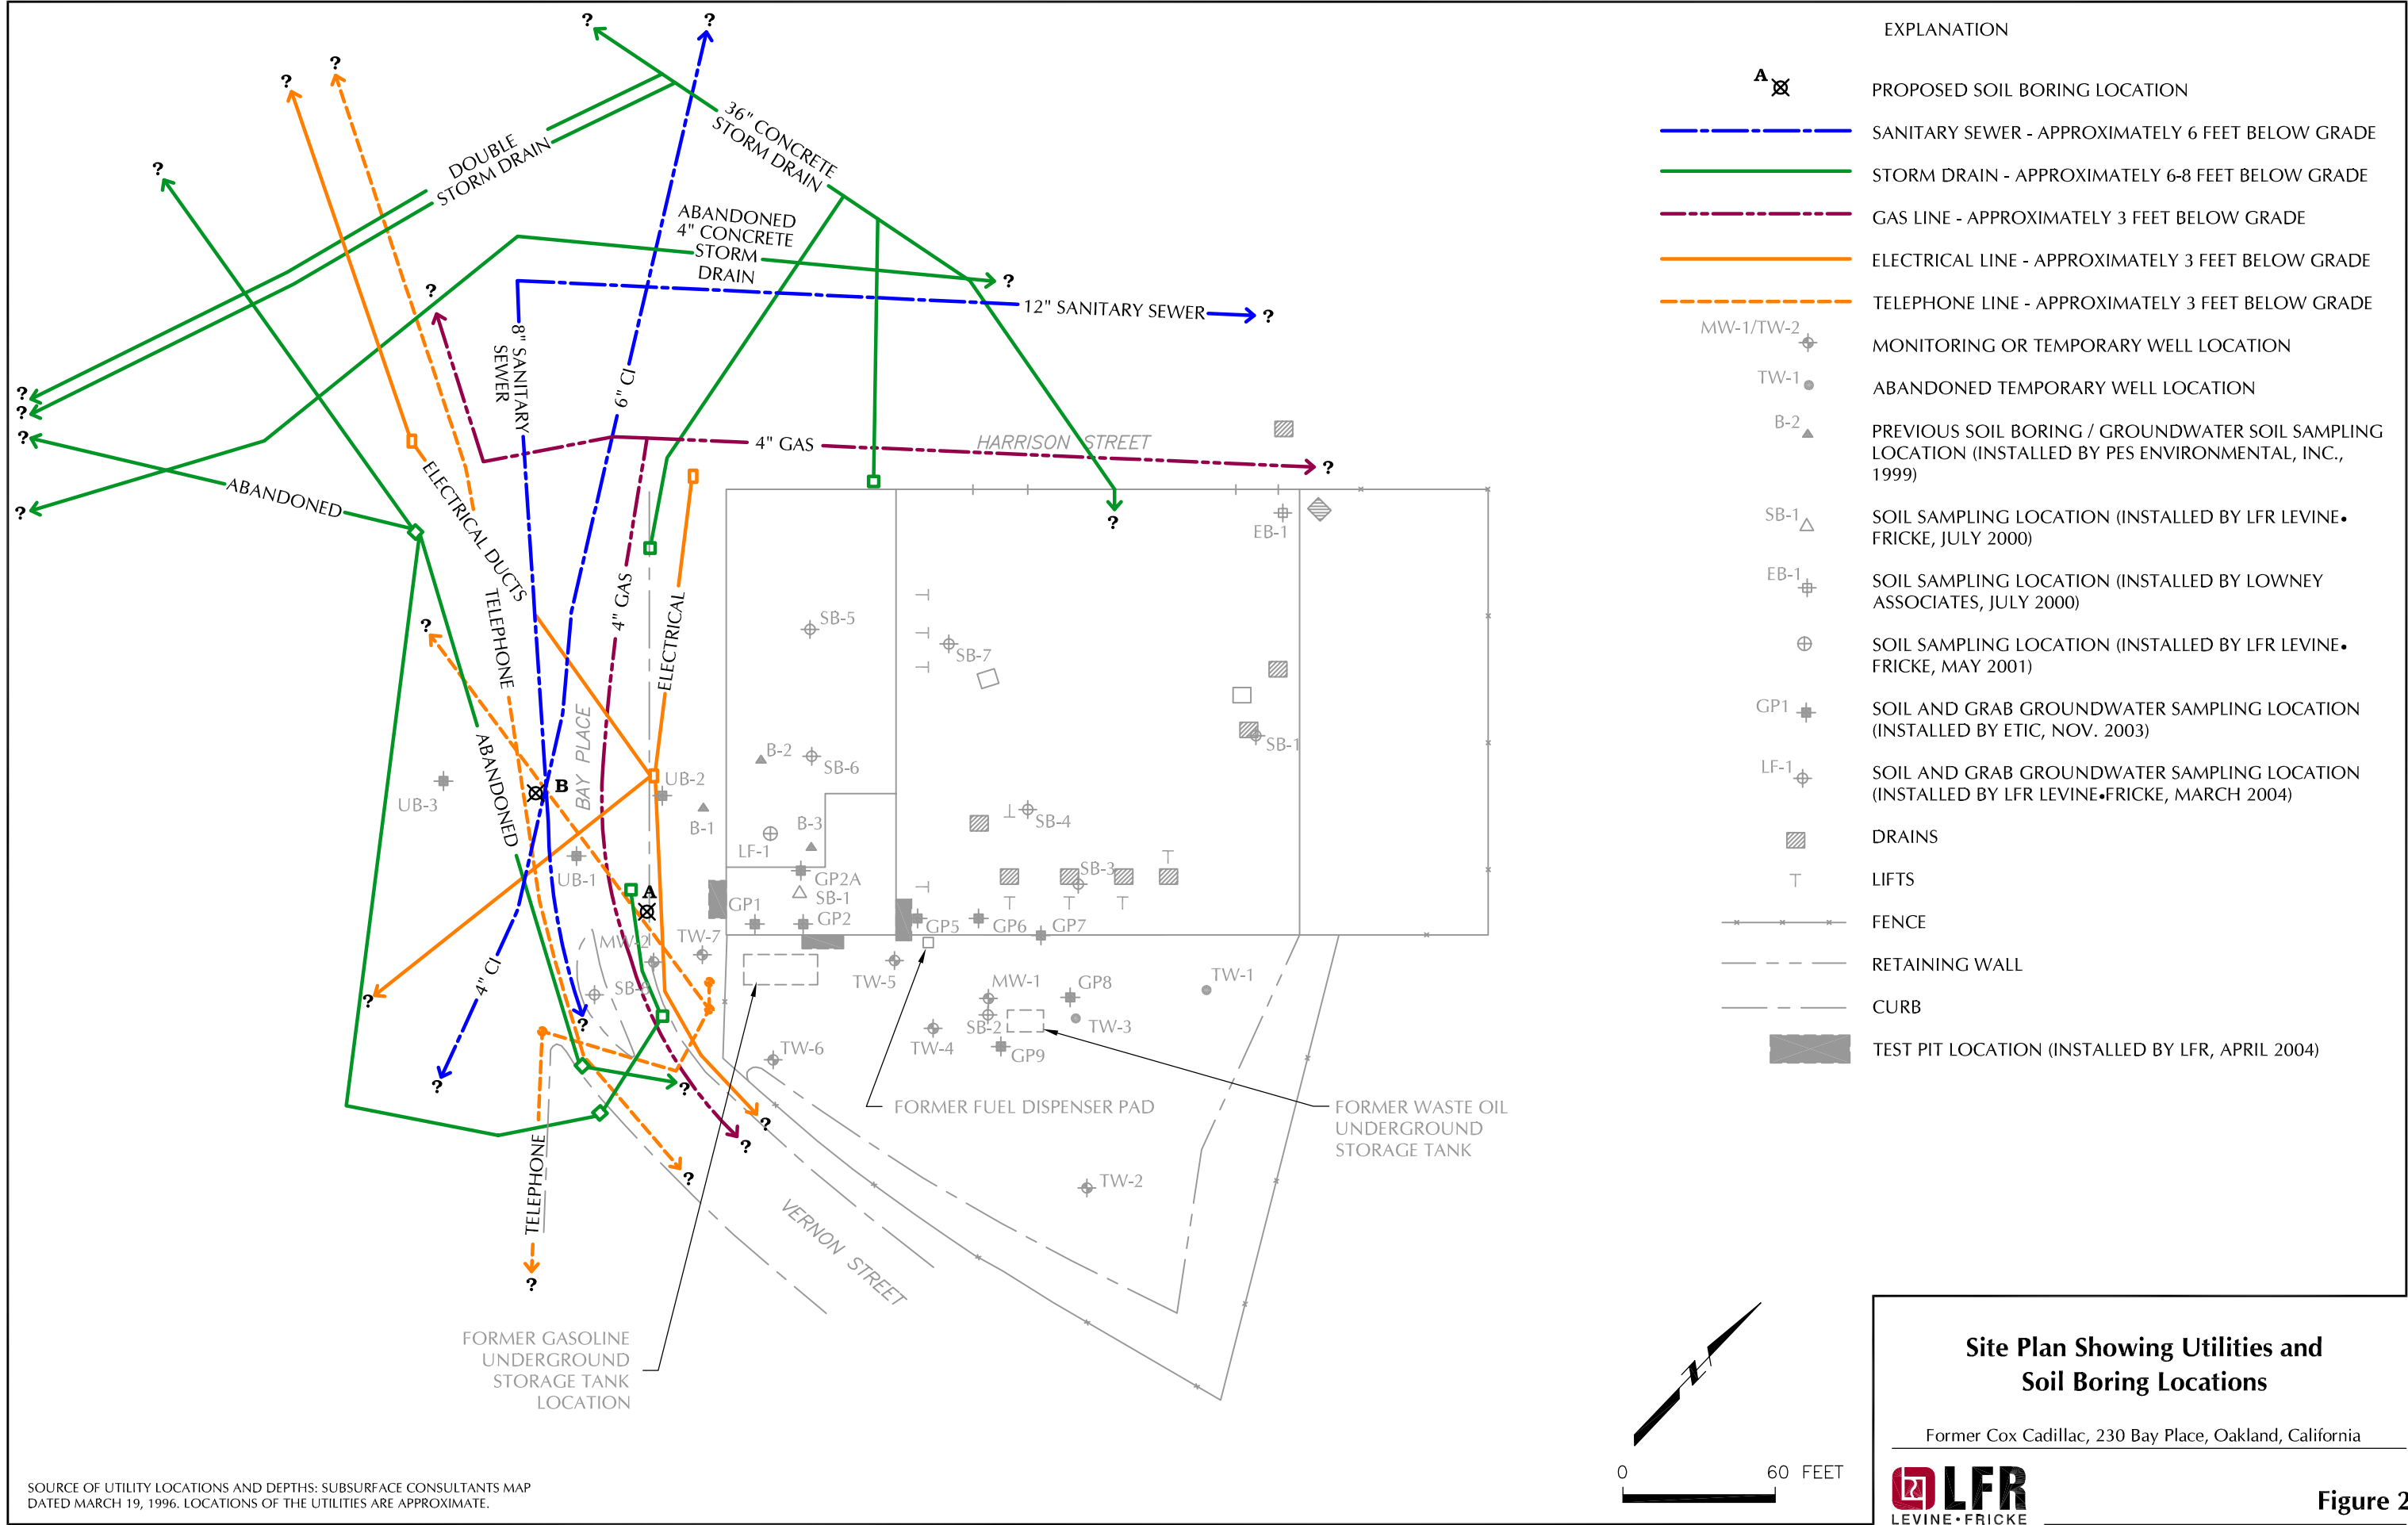 EXPLANATION
A
PROPOSED SOIL BORING LOCATION
SANITARY SEWER - APPROXIMATELY 6 FEET BELOW GRADE
STORM DRAIN - APPROXIMATELY 6-8 FEET BELOW GRADE
GAS LINE - APPROXIMATELY 3 FEET BELOW GRADE
ELECTRICAL LINE - APPROXIMATELY 3 FEET BELOW GRADE
TELEPHONE LINE - APPROXIMATELY 3 FEET BELOW GRADE
MW-1/TW-2
MONITORING OR TEMPORARY WELL LOCATION
TW-1
ABANDONED TEMPORARY WELL LOCATION
B-2
PREVIOUS SOIL BORING / GROUNDWATER SOIL SAMPLING
LOCATION (INSTALLED BY PES ENVIRONMENTAL, INC.,
1999)
SB-1
SOIL SAMPLING LOCATION (INSTALLED BY LFR LEVINE•
FRICKE, JULY 2000)
EB-1
SOIL SAMPLING LOCATION (INSTALLED BY LOWNEY
ASSOCIATES, JULY 2000)
SOIL SAMPLING LOCATION (INSTALLED BY LFR LEVINE•
FRICKE, MAY 2001)
GP1
SOIL AND GRAB GROUNDWATER SAMPLING LOCATION
(INSTALLED BY ETIC, NOV. 2003)
LF-1
SOIL AND GRAB GROUNDWATER SAMPLING LOCATION
(INSTALLED BY LFR LEVINE•FRICKE, MARCH 2004)
DRAINS
LIFTS
FENCE
RETAINING WALL
CURB
TEST PIT LOCATION (INSTALLED BY LFR, APRIL 2004)
?
?
?
?
?
DOUBLE
STORM DRAIN
36" CONCRETE
STORM DRAIN
ABANDONED
4" CONCRETE
STORM
DRAIN
?
12" SANITARY SEWER
?
?
8" SANITARY
SEWER
6" CI
?
?
?
?
ABANDONED
4" GAS
HARRISON STREET
?
?
ELECTRICAL DUCTS
TELEPHONE
?
4" GAS
ELECTRICAL
EB-1
SB-5
SB-7
ABANDONED
BAY PLACE
B-2
SB-6
SB-1
UB-3
B
UB-2
B-1
B-3
LF-1
SB-4
UB-1
GP2A
SB-1
SB-3
A
GP1
GP2
GP5
GP6
GP7
MW-2
TW-7
TW-5
4" CI
SB-8
MW-1
GP8
TW-1
?
?
SB-2
TW-3
TW-4
TW-6
GP9
?
?
FORMER FUEL DISPENSER PAD
FORMER WASTE OIL
UNDERGROUND
STORAGE TANK
?
?
?
TELEPHONE
TW-2
VERNON STREET
?
FORMER GASOLINE
UNDERGROUND
STORAGE TANK
LOCATION
N
0 60 FEET
SOURCE OF UTILITY LOCATIONS AND DEPTHS: SUBSURFACE CONSULTANTS MAP
DATED MARCH 19, 1996. LOCATIONS OF THE UTILITIES ARE APPROXIMATE.
Site Plan Showing Utilities and
Soil Boring Locations
Former Cox Cadillac, 230 Bay Place, Oakland, California
LFR
LEVINE•FRICKE
Figure 2